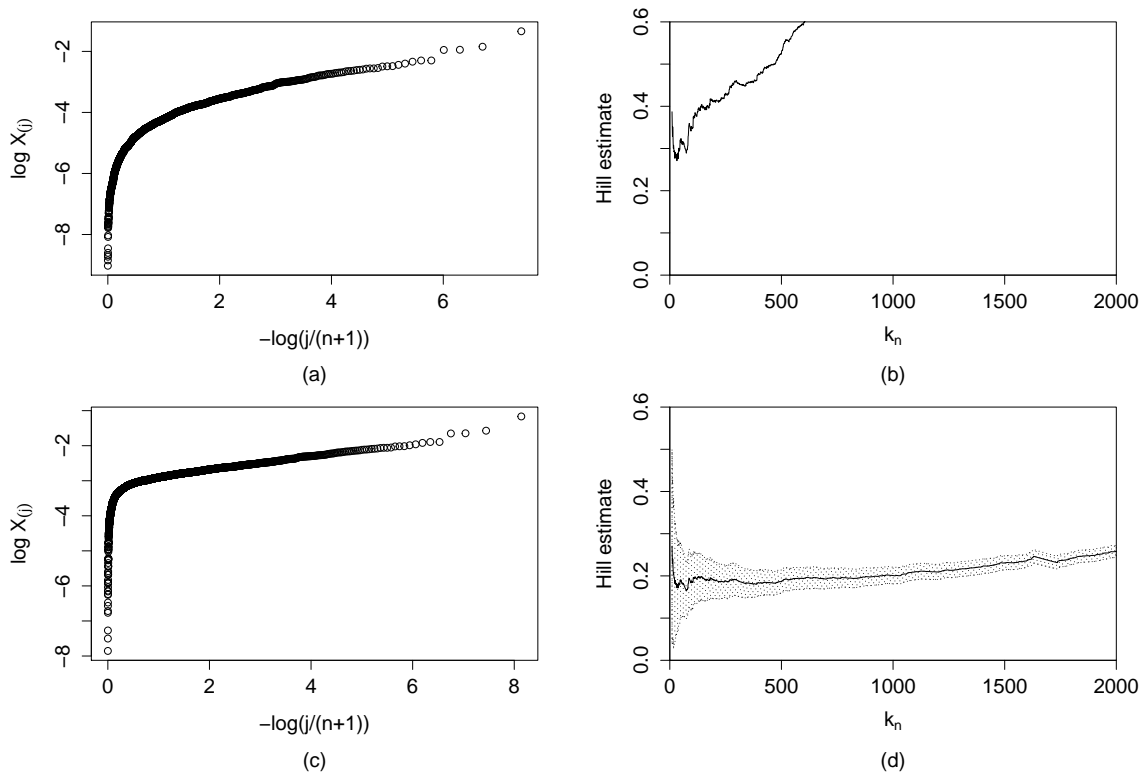 log X(j)
−2
−4
−6
−8
0
2
4
6
−log(j/(n+1))
(a)
Hill estimate
0.6
0.4
0.2
0.0
0
500
1000
1500
2000
kn
(b)
log X(j)
−2
−4
−6
−8
0
2
4
6
8
−log(j/(n+1))
(c)
Hill estimate
0.6
0.4
0.2
0.0
0
500
1000
1500
2000
kn
(d)